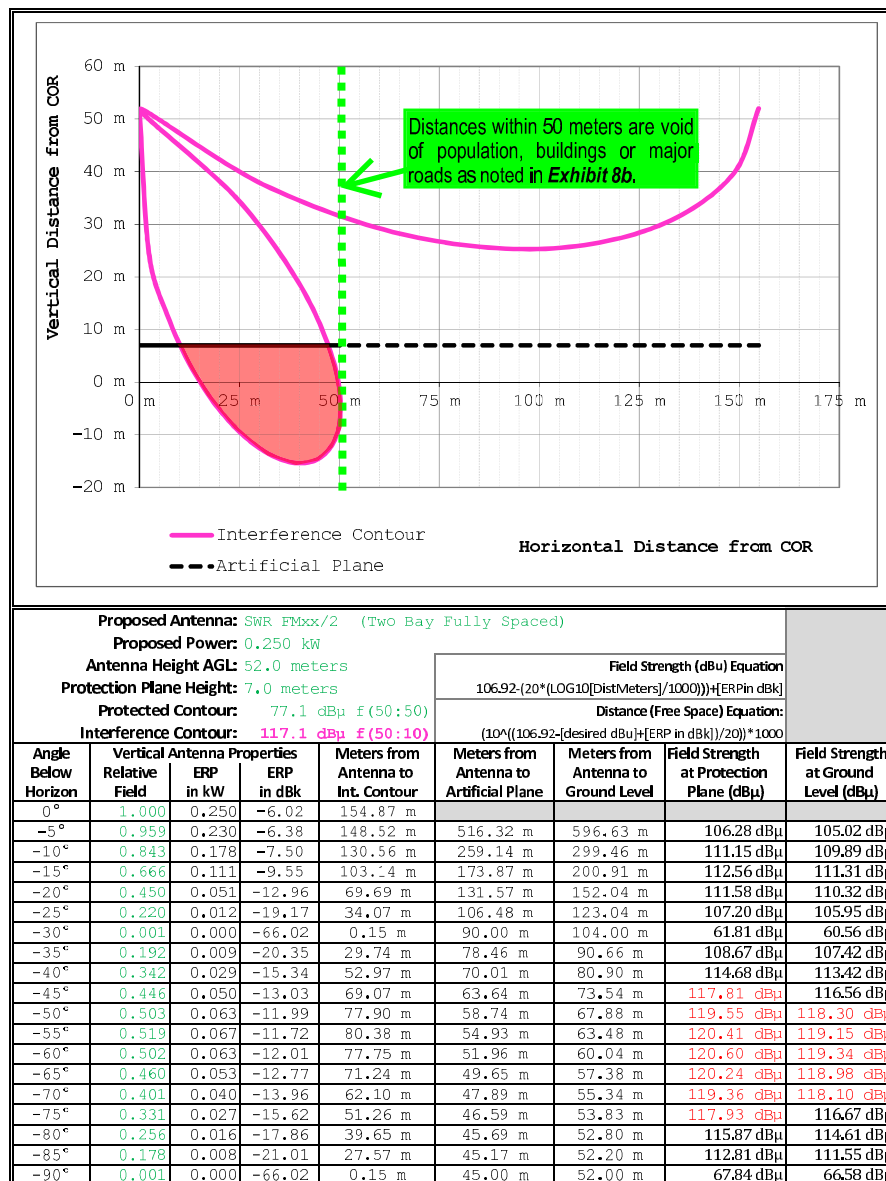 60 m
50 m
40 m
30 m
20 m
10 m
0 m
-10 m
-20 m
Vertical Distance from COR
Distances within 50 meters are void
of population, buildings or major
roads as noted in Exhibit 8b.
0 m 25 m 50 m 75 m 100 m 125 m 150 m 175 m
Interference Contour
Artificial Plane
Horizontal Distance from COR
Proposed Antenna: SWR FMxx/2 (Two Bay Fully Spaced)
Proposed Power: 0.250 kW
Antenna Height AGL: 52.0 meters
Protection Plane Height: 7.0 meters
Protected Contour: 77.1 dBµ f(50:50)
Interference Contour: 117.1 dBµ f(50:10)
Field Strength (dBu) Equation
106.92-(20*(LOG10[DistMeters]/1000)))+[ERPin dBk]
Distance (Free Space) Equation:
(10^((106.92-[desired dBu]+[ERP in dBk])/20))*1000
Angle Below Horizon Vertical Antenna Properties Relative Field ERP in kW ERP in dBk Meters from Antenna to Int. Contour Meters from Antenna to Artificial Plane Meters from Antenna to Ground Level Field Strength at Protection Plane (dBµ) Field Strength at Ground Level (dBµ)
0° 1.000 0.250 -6.02 154.87 m
-5° 0.959 0.230 -6.38 148.52 m 516.32 m 596.63 m 106.28 dBµ 105.02 dBµ
-10° 0.843 0.178 -7.50 130.56 m 259.14 m 299.46 m 111.15 dBµ 109.89 dBµ
-15° 0.666 0.111 -9.55 103.14 m 173.87 m 200.91 m 112.56 dBµ 111.31 dBµ
-20° 0.450 0.051 -12.96 69.69 m 131.57 m 152.04 m 111.58 dBµ 110.32 dBµ
-25° 0.220 0.012 -19.17 34.07 m 106.48 m 123.04 m 107.20 dBµ 105.95 dBµ
-30° 0.001 0.000 -66.02 0.15 m 90.00 m 104.00 m 61.81 dBµ 60.56 dBµ
-35° 0.192 0.009 -20.35 29.74 m 78.46 m 90.66 m 108.67 dBµ 107.42 dBµ
-40° 0.342 0.029 -15.34 52.97 m 70.01 m 80.90 m 114.68 dBµ 113.42 dBµ
-45° 0.446 0.050 -13.03 69.07 m 63.64 m 73.54 m 117.81 dBµ 116.56 dBµ
-50° 0.503 0.063 -11.99 77.90 m 58.74 m 67.88 m 119.55 dBµ 118.30 dBµ
-55° 0.519 0.067 -11.72 80.38 m 54.93 m 63.48 m 120.41 dBµ 119.15 dBµ
-60° 0.502 0.063 -12.01 77.75 m 51.96 m 60.04 m 120.60 dBµ 119.34 dBµ
-65° 0.460 0.053 -12.77 71.24 m 49.65 m 57.38 m 120.24 dBµ 118.98 dBµ
-70° 0.401 0.040 -13.96 62.10 m 47.89 m 55.34 m 119.36 dBµ 118.10 dBµ
-75° 0.331 0.027 -15.62 51.26 m 46.59 m 53.83 m 117.93 dBµ 116.67 dBµ
-80° 0.256 0.016 -17.86 39.65 m 45.69 m 52.80 m 115.87 dBµ 114.61 dBµ
-85° 0.178 0.008 -21.01 27.57 m 45.17 m 52.20 m 112.81 dBµ 111.55 dBµ
-90° 0.001 0.000 -66.02 0.15 m 45.00 m 52.00 m 67.84 dBµ 66.58 dBµ